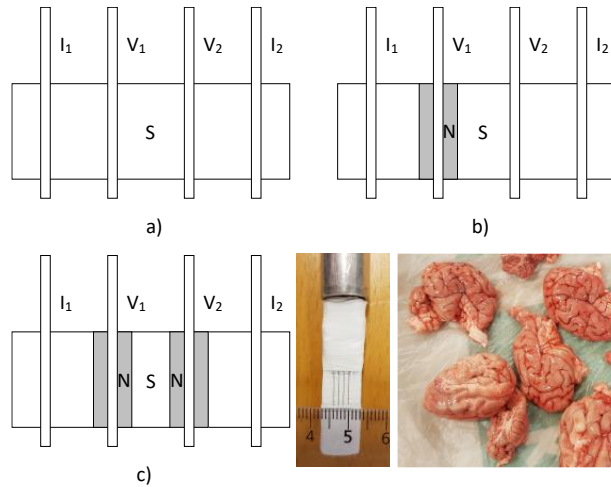 I₁ V₁ V₂ I₂
S
a)
I₁ V₁ V₂ I₂
N S
b)
I₁ V₁ V₂ I₂
N S N
c)
4 5 6